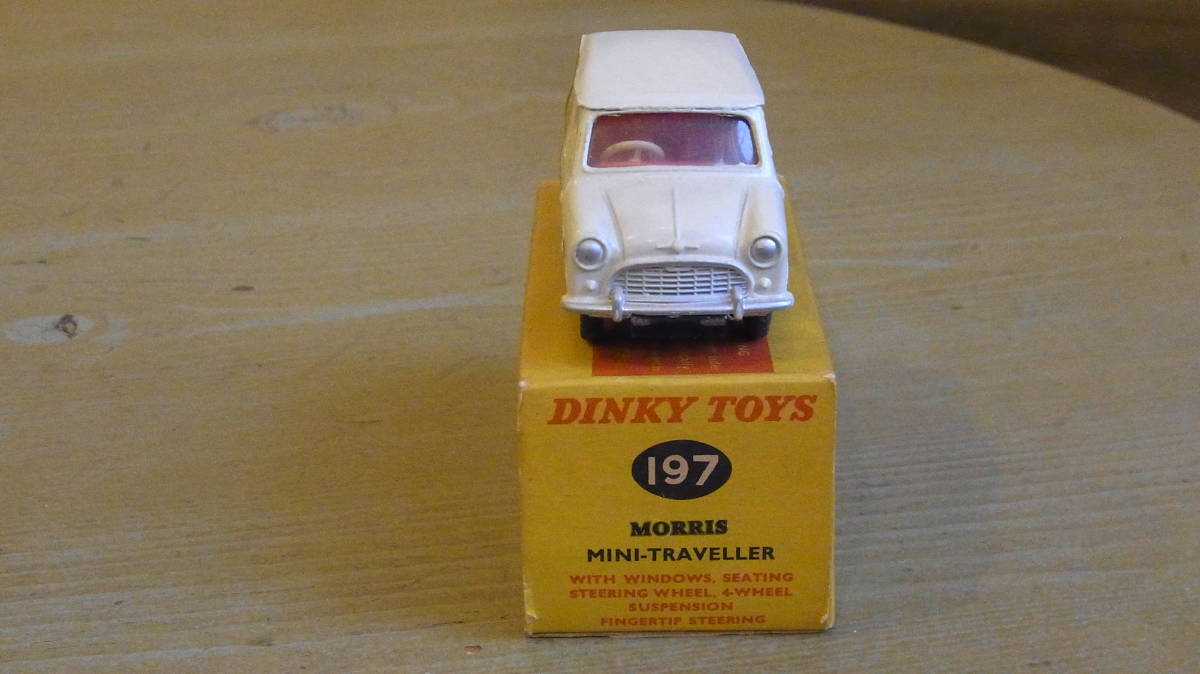 DINKY TOYS
197
MORRIS
MINI-TRAVELLER
WITH WINDOWS, SEATING
STEERING WHEEL, 4-WHEEL
SUSPENSION
FINGERTIP STEERING